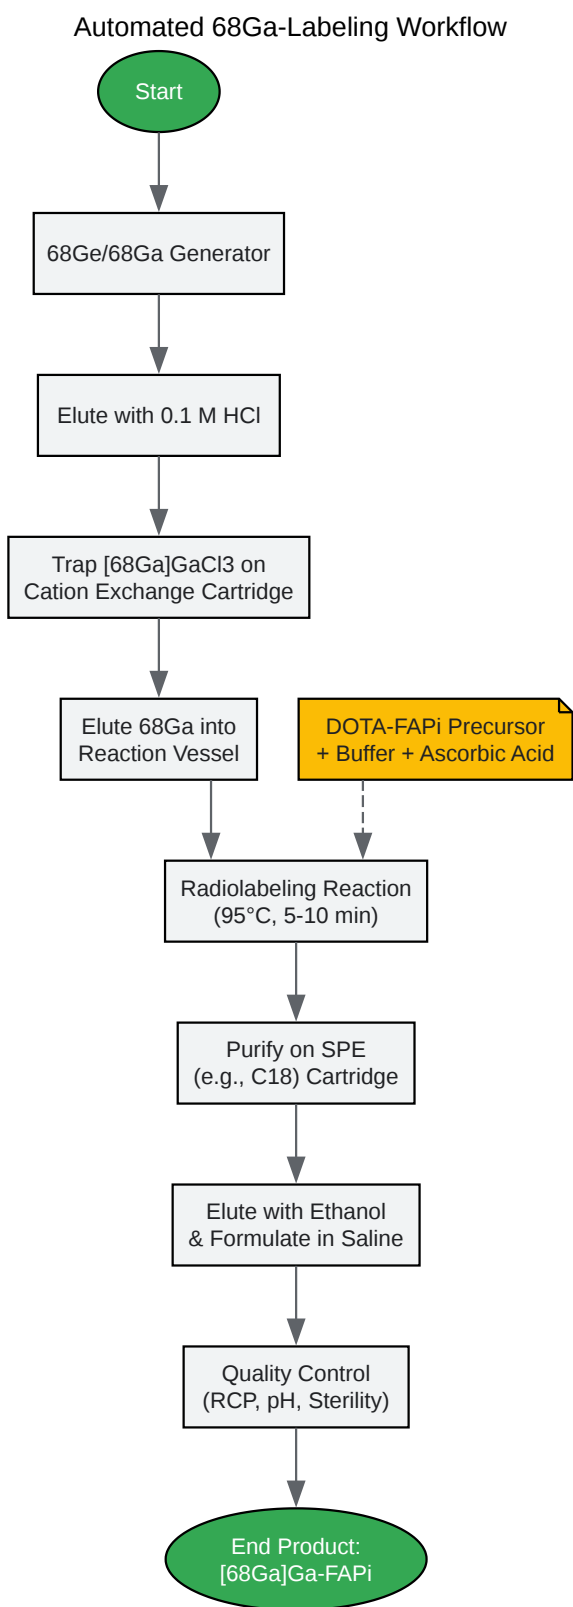 Automated 68Ga-Labeling Workflow
Start
68Ge/68Ga Generator
Elute with 0.1 M HCl
Trap [68Ga]GaCl3 on
Cation Exchange Cartridge
Elute 68Ga into
Reaction Vessel
DOTA-FAPi Precursor
+ Buffer + Ascorbic Acid
Radiolabeling Reaction
(95°C, 5-10 min)
Purify on SPE
(e.g., C18) Cartridge
Elute with Ethanol
& Formulate in Saline
Quality Control
(RCP, pH, Sterility)
End Product:
[68Ga]Ga-FAPi